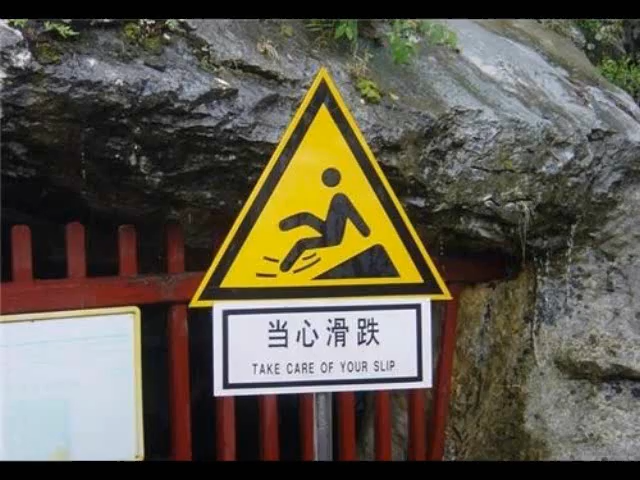 当心滑跌
TAKE CARE OF YOUR SLIP